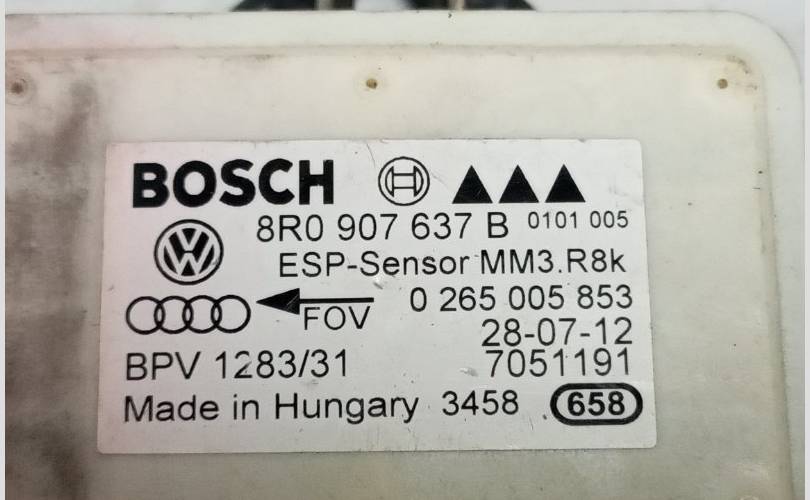 BOSCH
8R0 907 637 B 0101 005
ESP-Sensor MM3.R8k
0 265 005 853
FOV
28-07-12
BPV 1283/31 7051191
Made in Hungary 3458 658